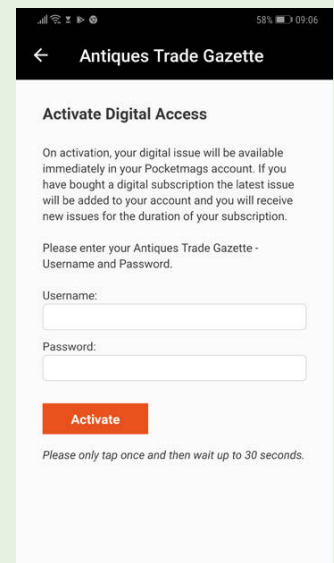 58% 09:06
Antiques Trade Gazette
Activate Digital Access
On activation, your digital issue will be available
immediately in your Pocketmags account. If you
have bought a digital subscription the latest issue
will be added to your account and you will receive
new issues for the duration of your subscription.
Please enter your Antiques Trade Gazette -
Username and Password.
Username:
Password:
Activate
Please only tap once and then wait up to 30 seconds.